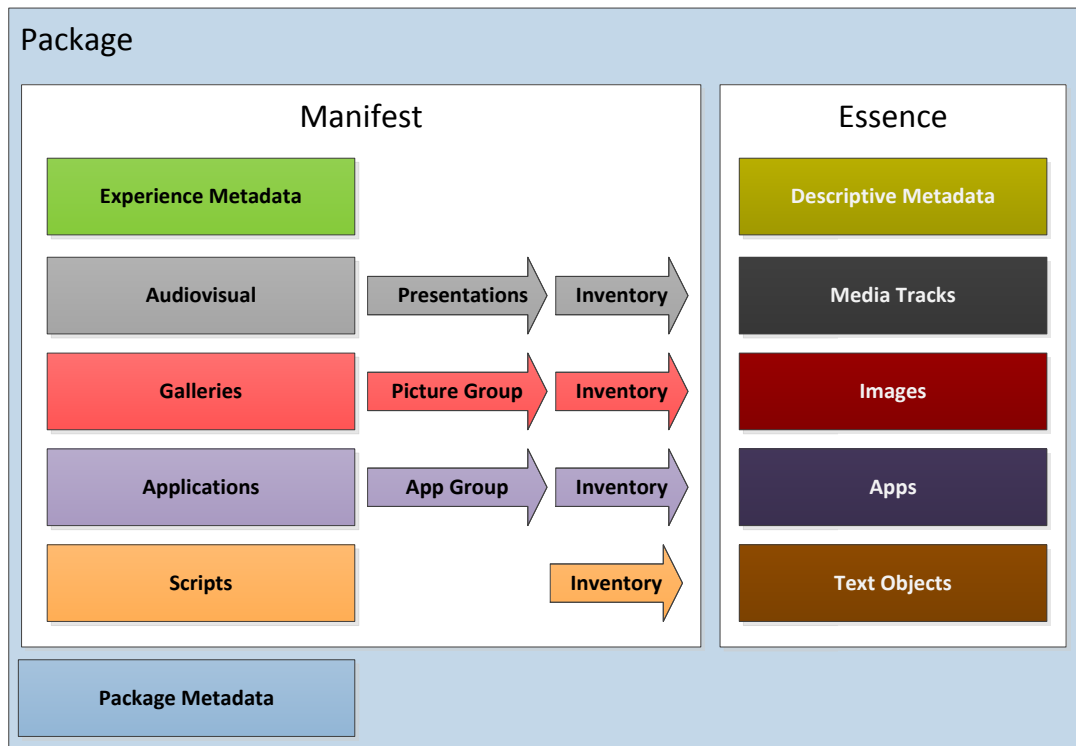 Package
Manifest
Essence
Experience Metadata
Descriptive Metadata
Audiovisual
Presentations
Inventory
Media Tracks
Galleries
Picture Group
Inventory
Images
Applications
App Group
Inventory
Apps
Scripts
Inventory
Text Objects
Package Metadata